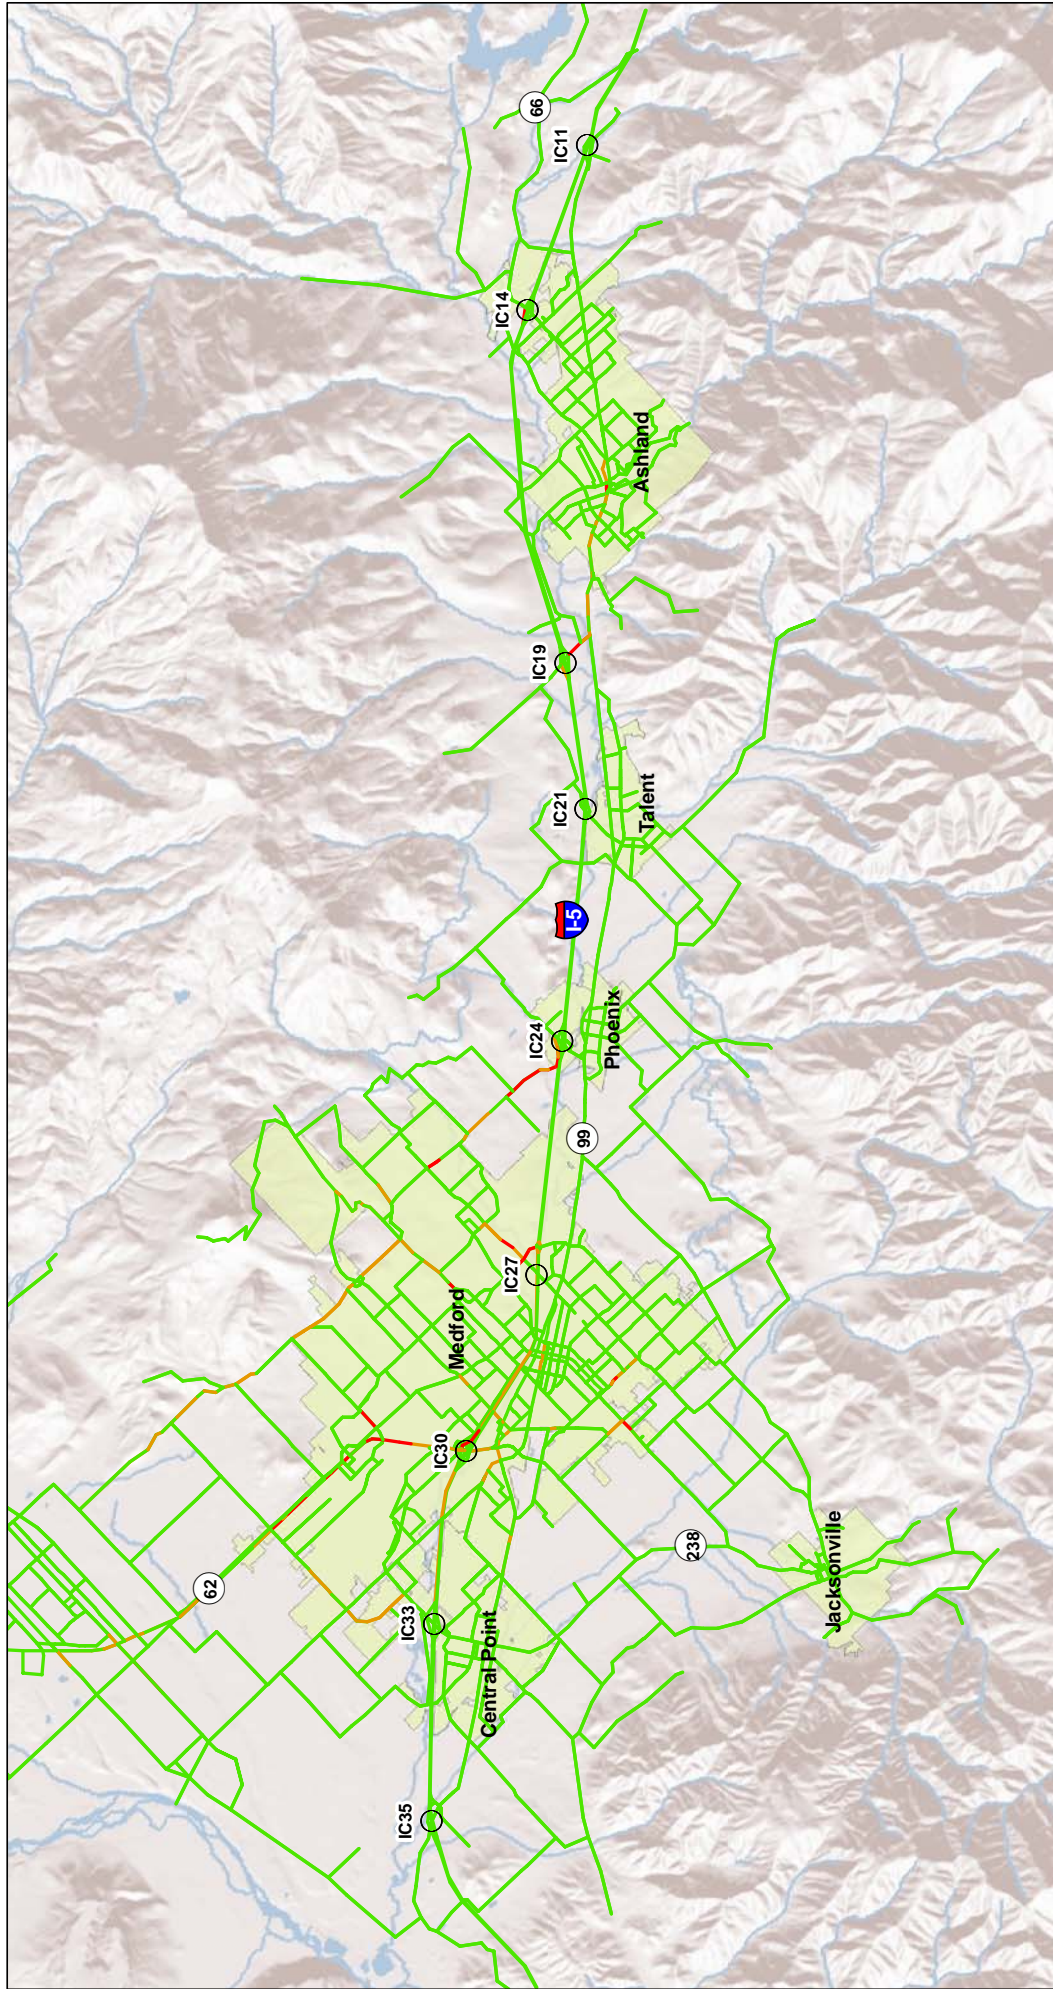 62
IC35
IC33
IC30
Medford
Central Point
IC14
IC27
66
IC24
IC19
IC21
IC11
I-5
99
Phoenix
Ashland
Talent
238
Jacksonville